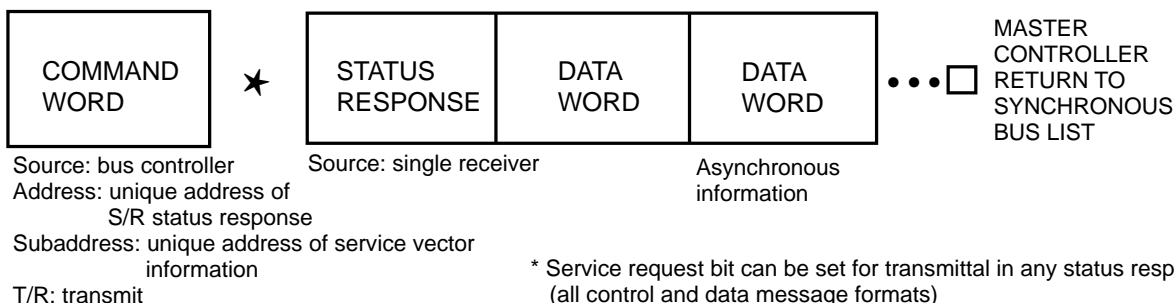 COMMAND
WORD
*
STATUS
RESPONSE
DATA
WORD
DATA
WORD
MASTER
CONTROLLER
RETURN TO
SYNCHRONOUS
BUS LIST
Source: bus controller
Address: unique address of
S/R status response
Subaddress: unique address of service vector
information
T/R: transmit
Source: single receiver
Asynchronous
information
* Service request bit can be set for transmittal in any status resp
(all control and data message formats)